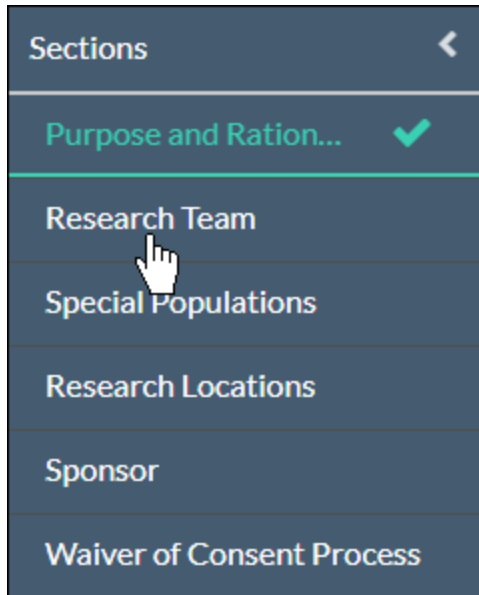 Sections
Purpose and Ration...
Research Team
Special Populations
Research Locations
Sponsor
Waiver of Consent Process